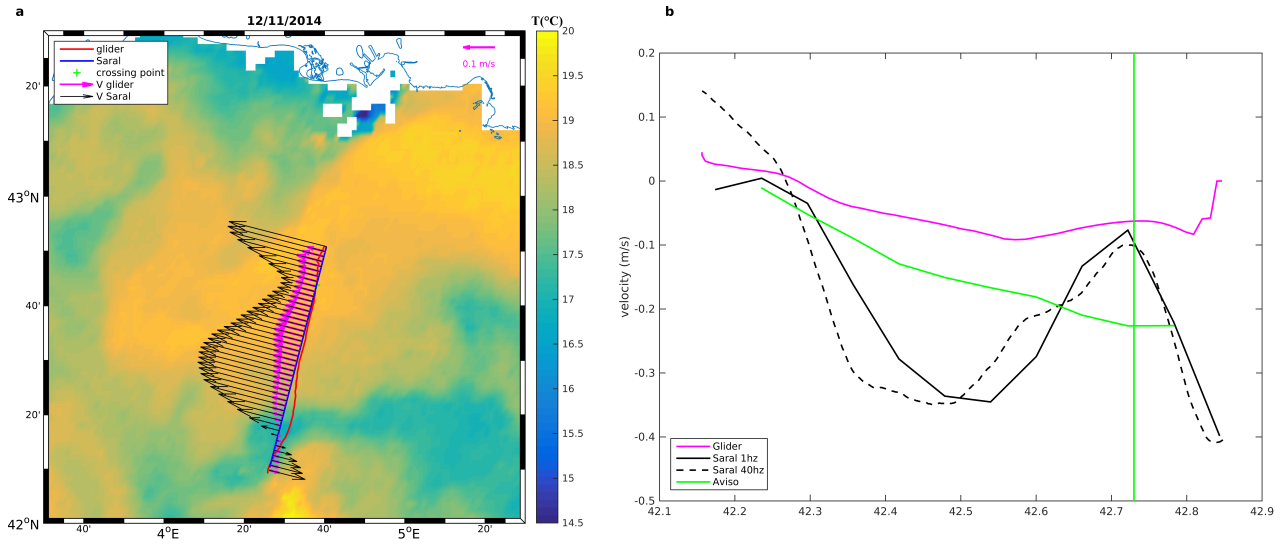 a
12/11/2014
T(°C)
glider
Saral
crossing point
V glider
V Saral
0.1 m/s
20'
43°N
40'
20'
42°N
40'
4°E
20'
40'
5°E
20'
20
19.5
19
18.5
18
17.5
17
16.5
16
15.5
15
14.5
b
0.2
0.1
0
-0.1
-0.2
-0.3
-0.4
-0.5
velocity (m/s)
Glider
Saral 1hz
Saral 40hz
Aviso
42.1
42.2
42.3
42.4
42.5
42.6
42.7
42.8
42.9